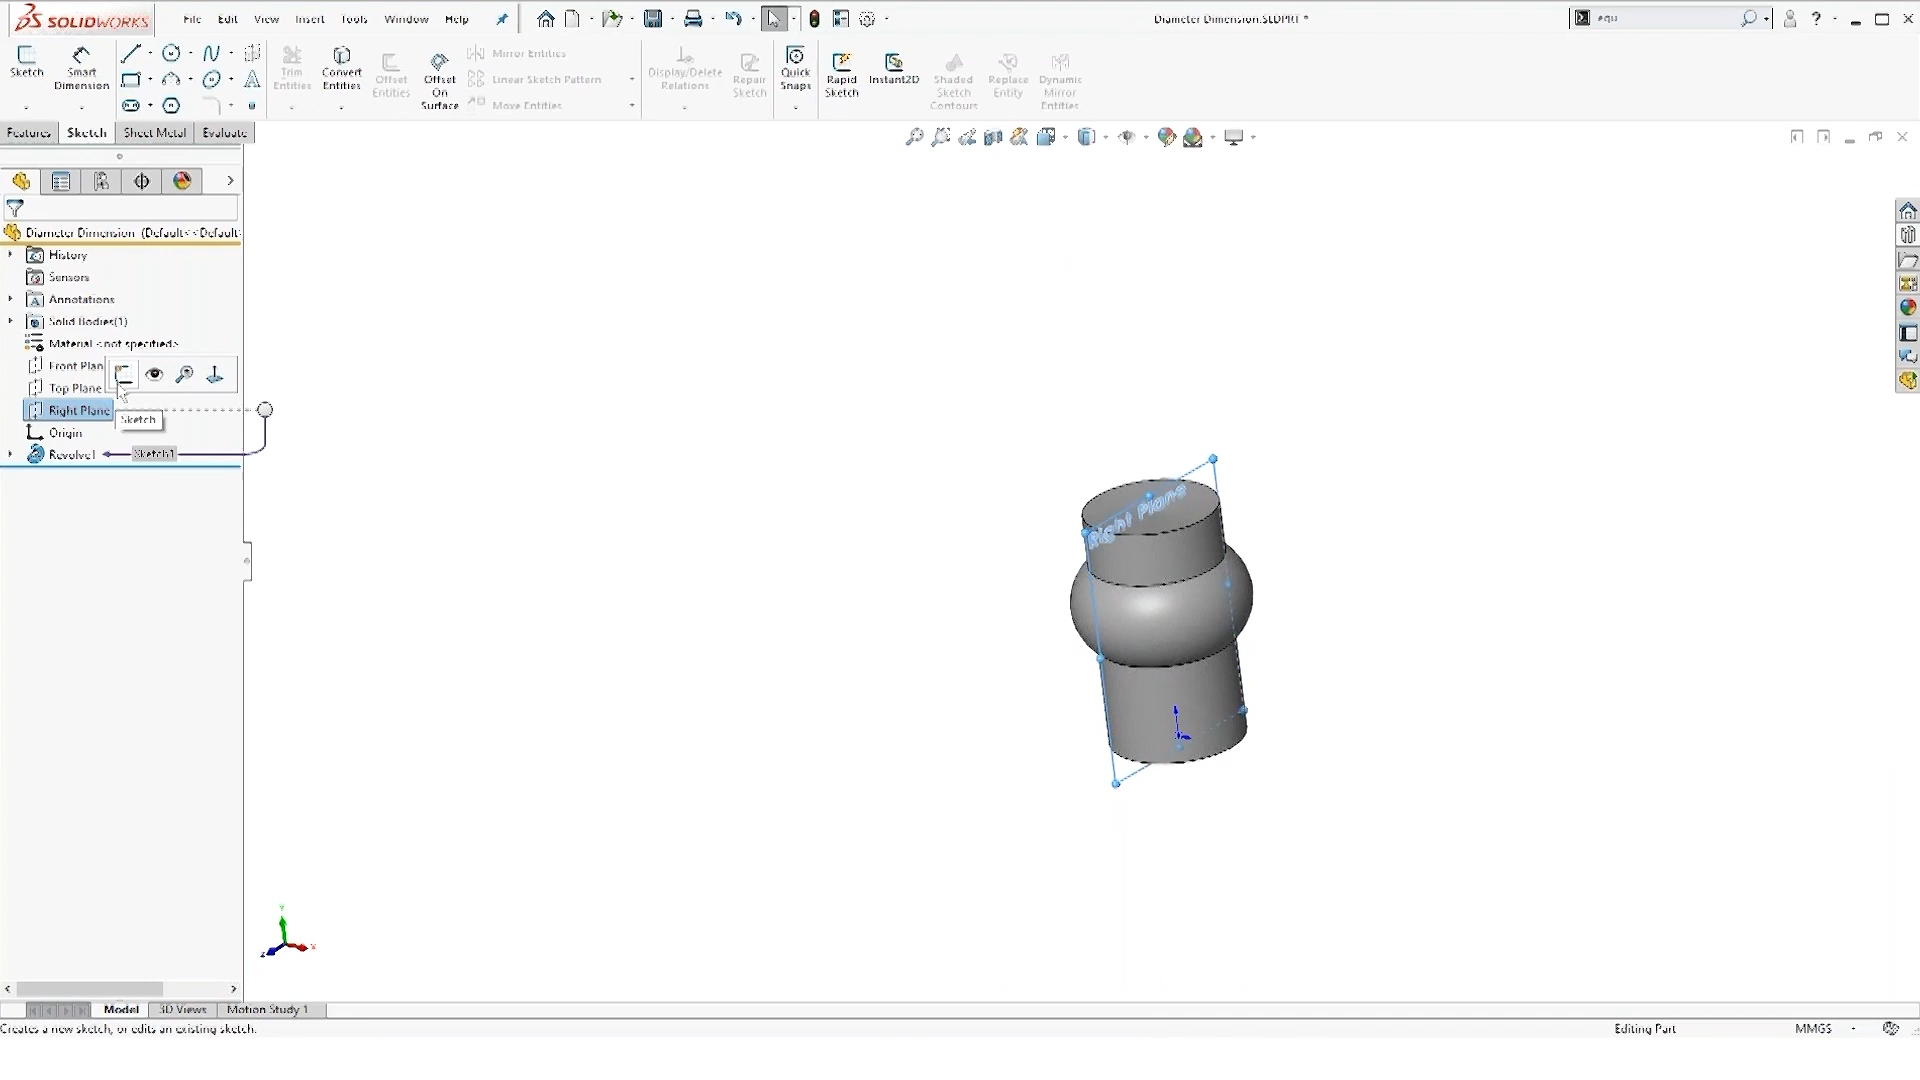 SOLIDWORKS File Edit View Insert Tools Window Help Diameter Dimension.SLDPRT * equ
Sketch Smart Dimension Trim Entities Convert Entities Offset Entities Offset On Surface Mirror Entities Linear Sketch Pattern Move Entities Display/Delete Relations Repair Sketch Quick Snaps Rapid Sketch Instant2D Shaded Sketch Contours Replace Entity Dynamic Mirror Entities
Features Sketch Sheet Metal Evaluate
Diameter Dimension (Default<<Default
History
Sensors
Annotations
Solid Bodies(1)
Material <not specified>
Front Plan
Top Plane
Right Plane
Sketch
Origin
Revolve1 Sketch1
Right Plane
Y
X
Z
Model 3D Views Motion Study 1
Creates a new sketch, or edits an existing sketch. Editing Part MMGS